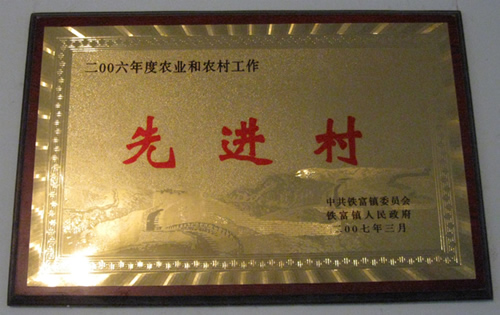 二00六年度农业和农村工作
先进村
中共铁富镇委员会
铁富镇人民政府
二00七年三月